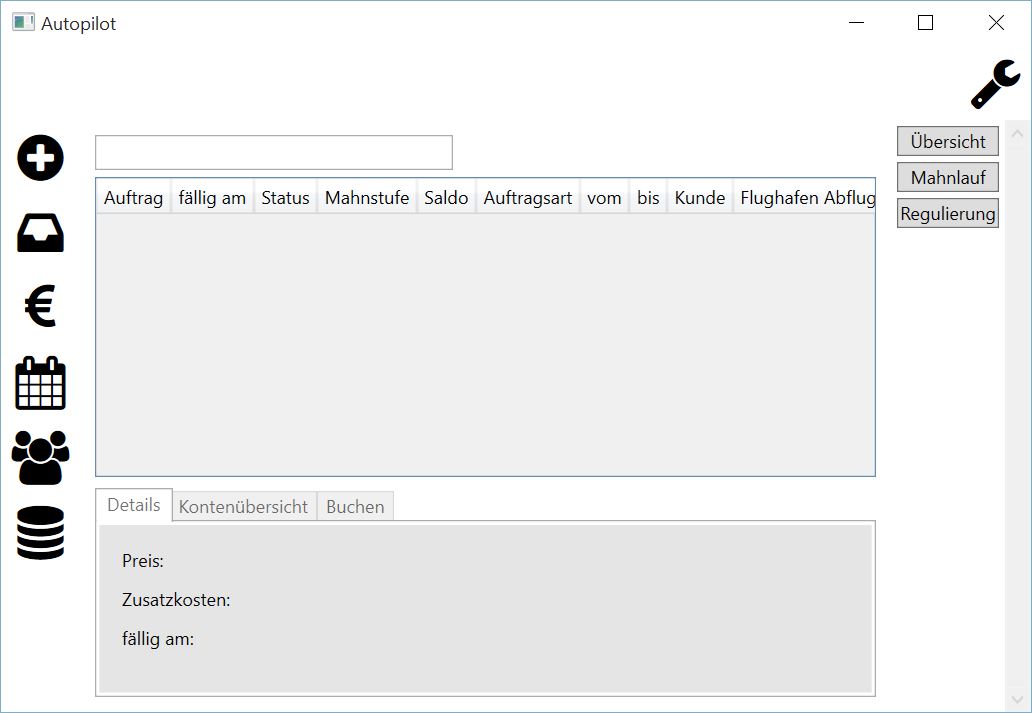 Autopilot
Übersicht
Mahnlauf
Regulierung
Auftrag fällig am Status Mahnstufe Saldo Auftragsart vom bis Kunde Flughafen Abflug
Details Kontenübersicht Buchen
Preis:
Zusatzkosten:
fällig am: